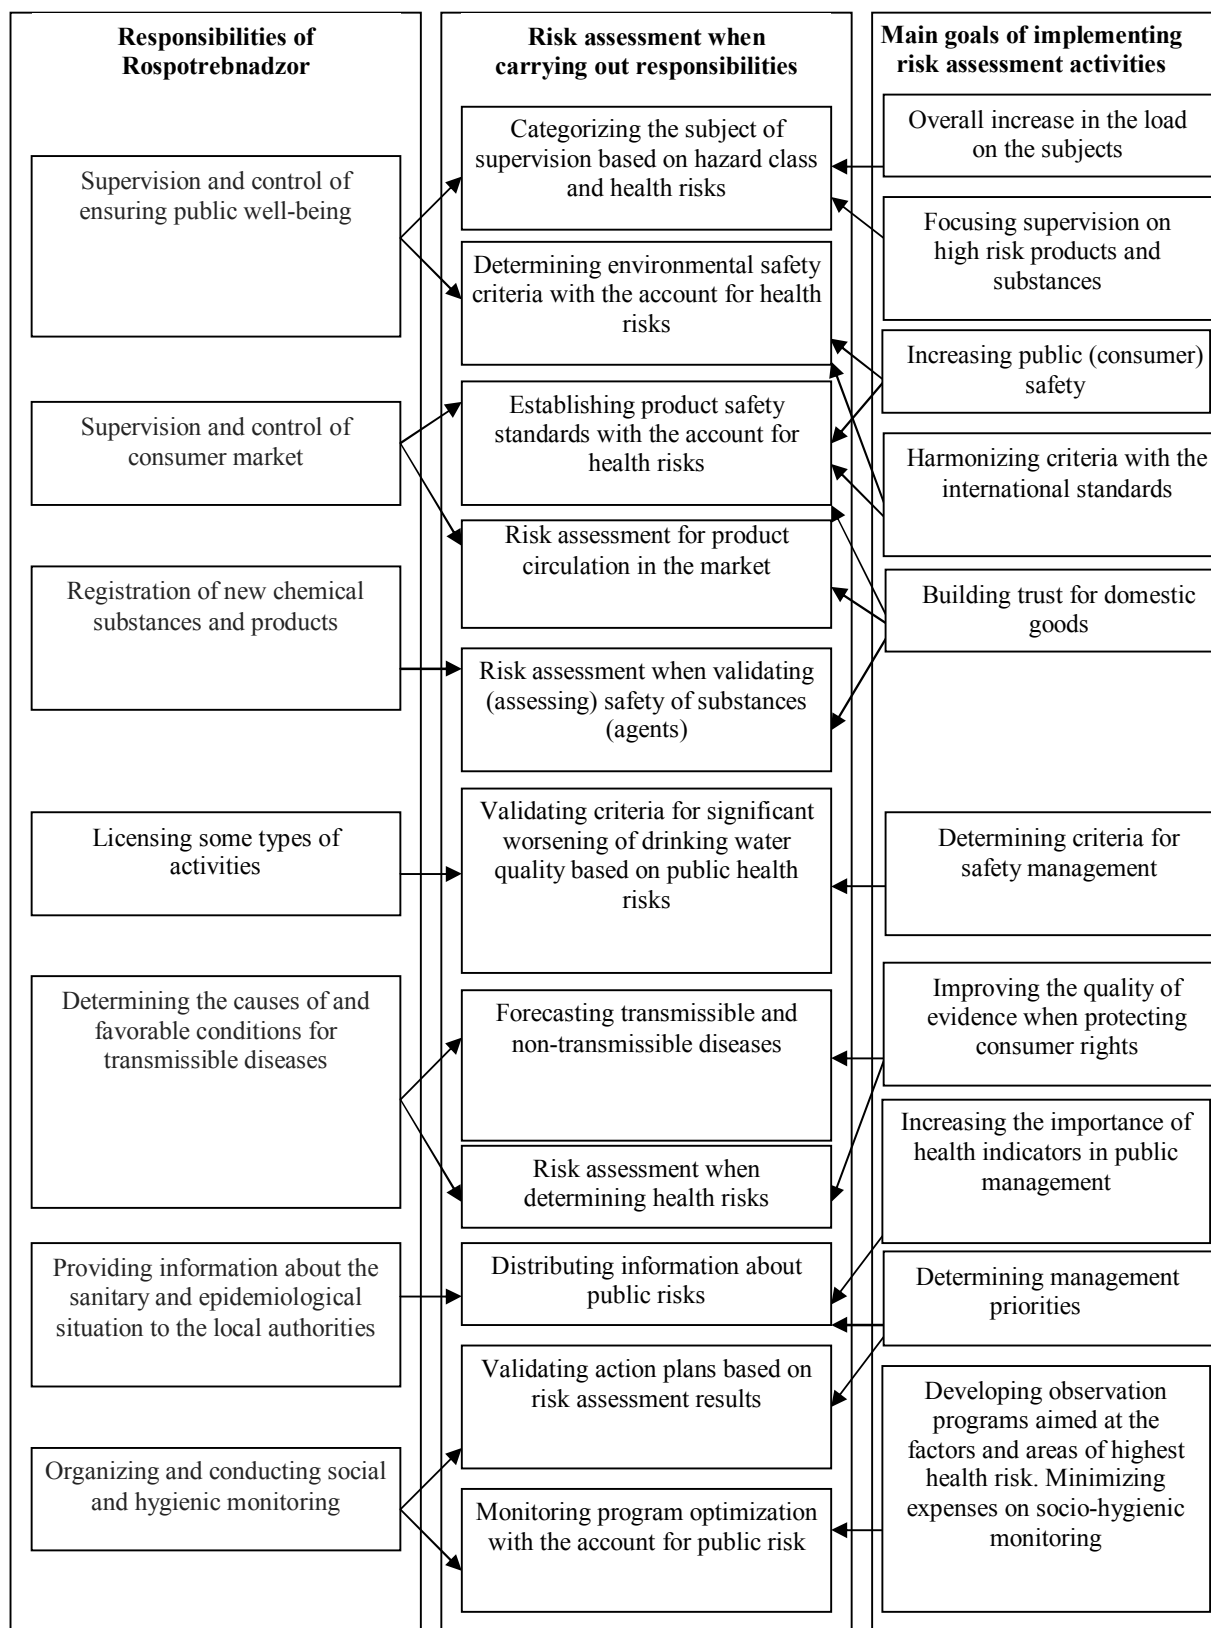 Responsibilities of
Rospotrebnadzor
Supervision and control of
ensuring public well-being
Supervision and control of
consumer market
Registration of new chemical
substances and products
Licensing some types of
activities
Determining the causes of and
favorable conditions for
transmissible diseases
Providing information about the
sanitary and epidemiological
situation to the local authorities
Organizing and conducting social
and hygienic monitoring
Risk assessment when
carrying out responsibilities
Categorizing the subject of
supervision based on hazard class
and health risks
Determining environmental safety
criteria with the account for health
risks
Establishing product safety
standards with the account for
health risks
Risk assessment for product
circulation in the market
Risk assessment when validating
(assessing) safety of substances
(agents)
Validating criteria for significant
worsening of drinking water
quality based on public health
risks
Forecasting transmissible and
non-transmissible diseases
Risk assessment when
determining health risks
Distributing information about
public risks
Validating action plans based on
risk assessment results
Monitoring program optimization
with the account for public risk
Main goals of implementing
risk assessment activities
Overall increase in the load
on the subjects
Focusing supervision on
high risk products and
substances
Increasing public (consumer)
safety
Harmonizing criteria with the
international standards
Building trust for domestic
goods
Determining criteria for
safety management
Improving the quality of
evidence when protecting
consumer rights
Increasing the importance of
health indicators in public
management
Determining management
priorities
Developing observation
programs aimed at the
factors and areas of highest
health risk. Minimizing
expenses on socio-hygienic
monitoring